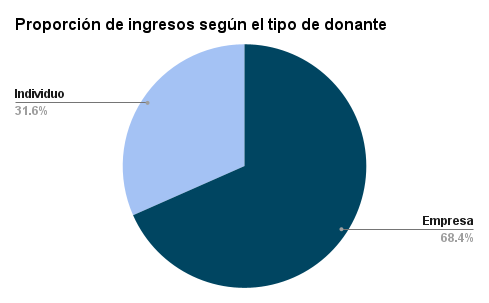 Proporción de ingresos según el tipo de donante
Individuo
31.6%
Empresa
68.4%